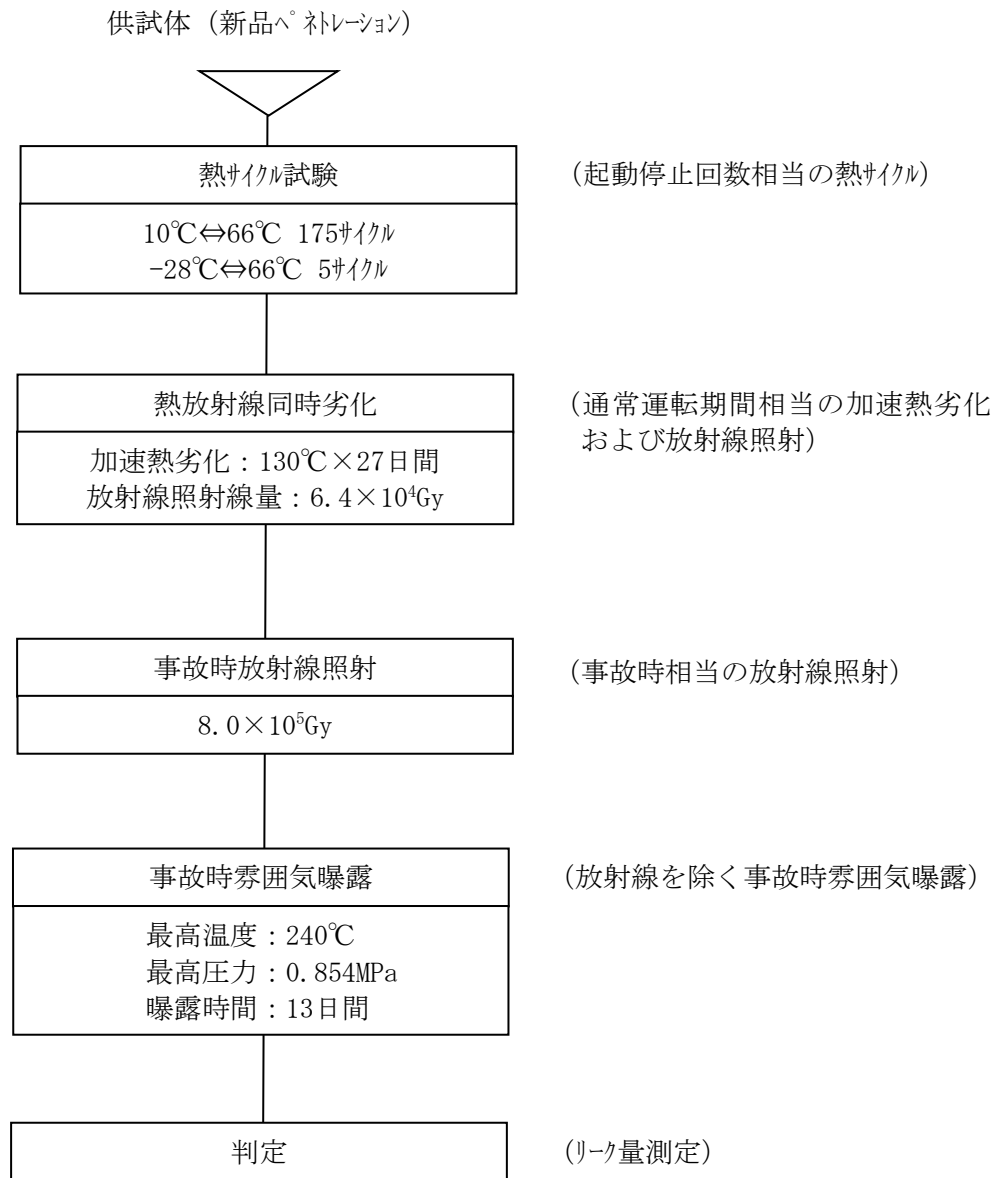 供試体（新品ﾍﾟﾈﾄﾚｰｼｮﾝ）
熱ｻｲｸﾙ試験
（起動停止回数相当の熱ｻｲｸﾙ）
10℃⇔66℃ 175ｻｲｸﾙ
-28℃⇔66℃ 5ｻｲｸﾙ
熱放射線同時劣化
（通常運転期間相当の加速熱劣化
および放射線照射）
加速熱劣化：130℃×27日間
放射線照射線量：6.4×10⁴Gy
事故時放射線照射
（事故時相当の放射線照射）
8.0×10⁵Gy
事故時雰囲気曝露
（放射線を除く事故時雰囲気曝露）
最高温度：240℃
最高圧力：0.854MPa
曝露時間：13日間
判定
（ﾘｰｸ量測定）